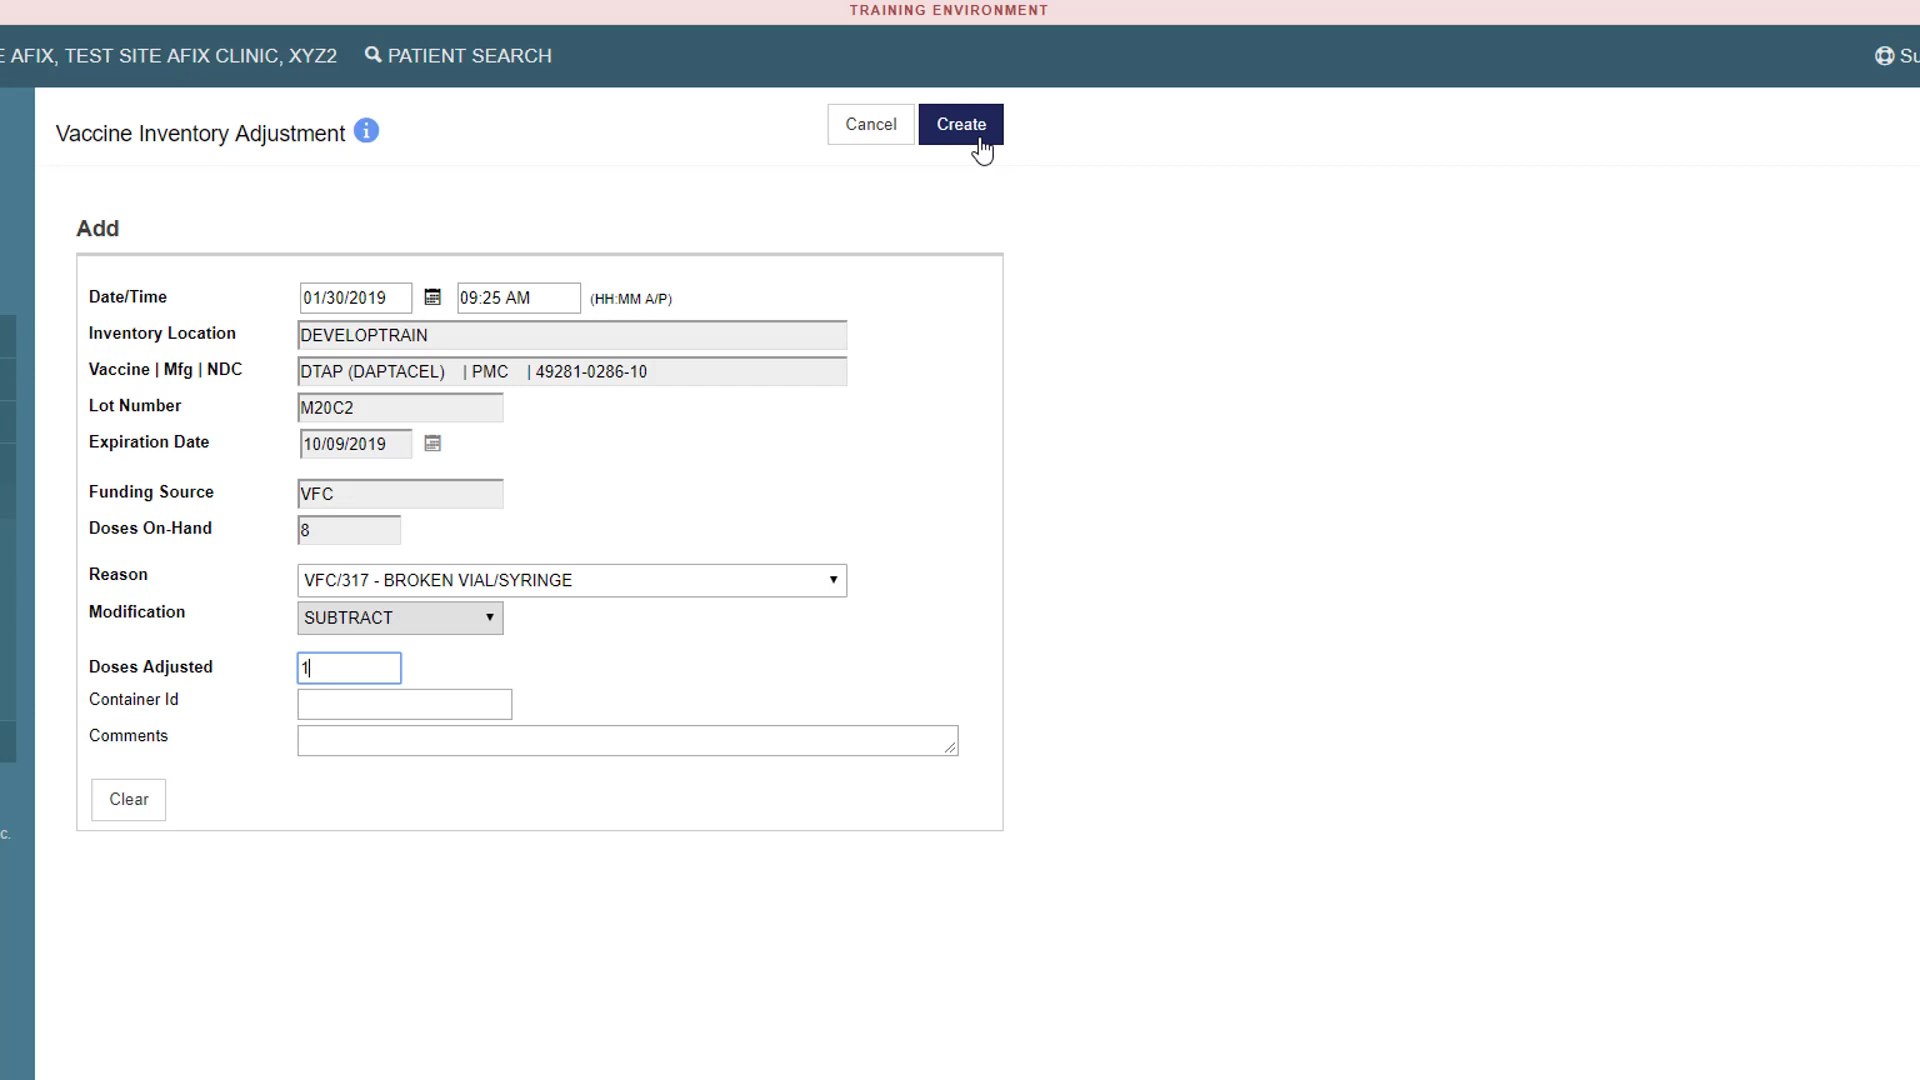 TRAINING ENVIRONMENT
E AFIX, TEST SITE AFIX CLINIC, XYZ2 PATIENT SEARCH Su
Vaccine Inventory Adjustment i Cancel Create
Add
Date/Time 01/30/2019 09:25 AM (HH:MM A/P)
Inventory Location DEVELOPTRAIN
Vaccine | Mfg | NDC DTAP (DAPTACEL) | PMC | 49281-0286-10
Lot Number M20C2
Expiration Date 10/09/2019
Funding Source VFC
Doses On-Hand 8
Reason VFC/317 - BROKEN VIAL/SYRINGE
Modification SUBTRACT
Doses Adjusted 1
Container Id
Comments
Clear
c.